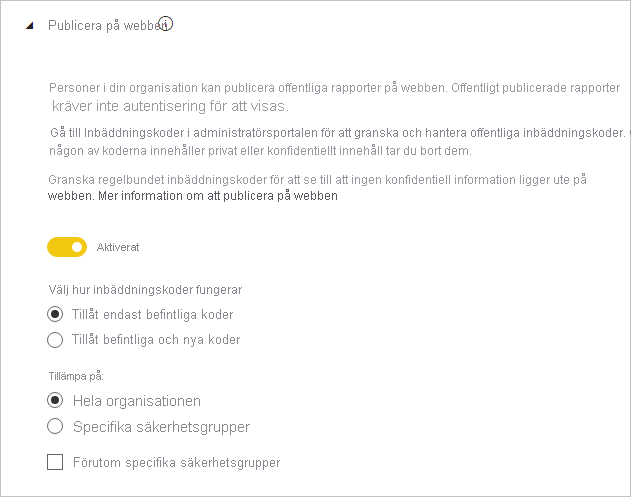 Publicera på webben
Personer i din organisation kan publicera offentliga rapporter på webben. Offentligt publicerade rapporter
kräver inte autentisering för att visas.
Gå till Inbäddningskoder i administratörsportalen för att granska och hantera offentliga inbäddningskoder.
någon av koderna innehåller privat eller konfidentiellt innehåll tar du bort dem.
Granska regelbundet inbäddningskoder för att se till att ingen konfidentiell information ligger ute på
webben. Mer information om att publicera på webben
Aktiverat
Välj hur inbäddningskoder fungerar
Tillåt endast befintliga koder
Tillåt befintliga och nya koder
Tillämpa på:
Hela organisationen
Specifika säkerhetsgrupper
Förutom specifika säkerhetsgrupper